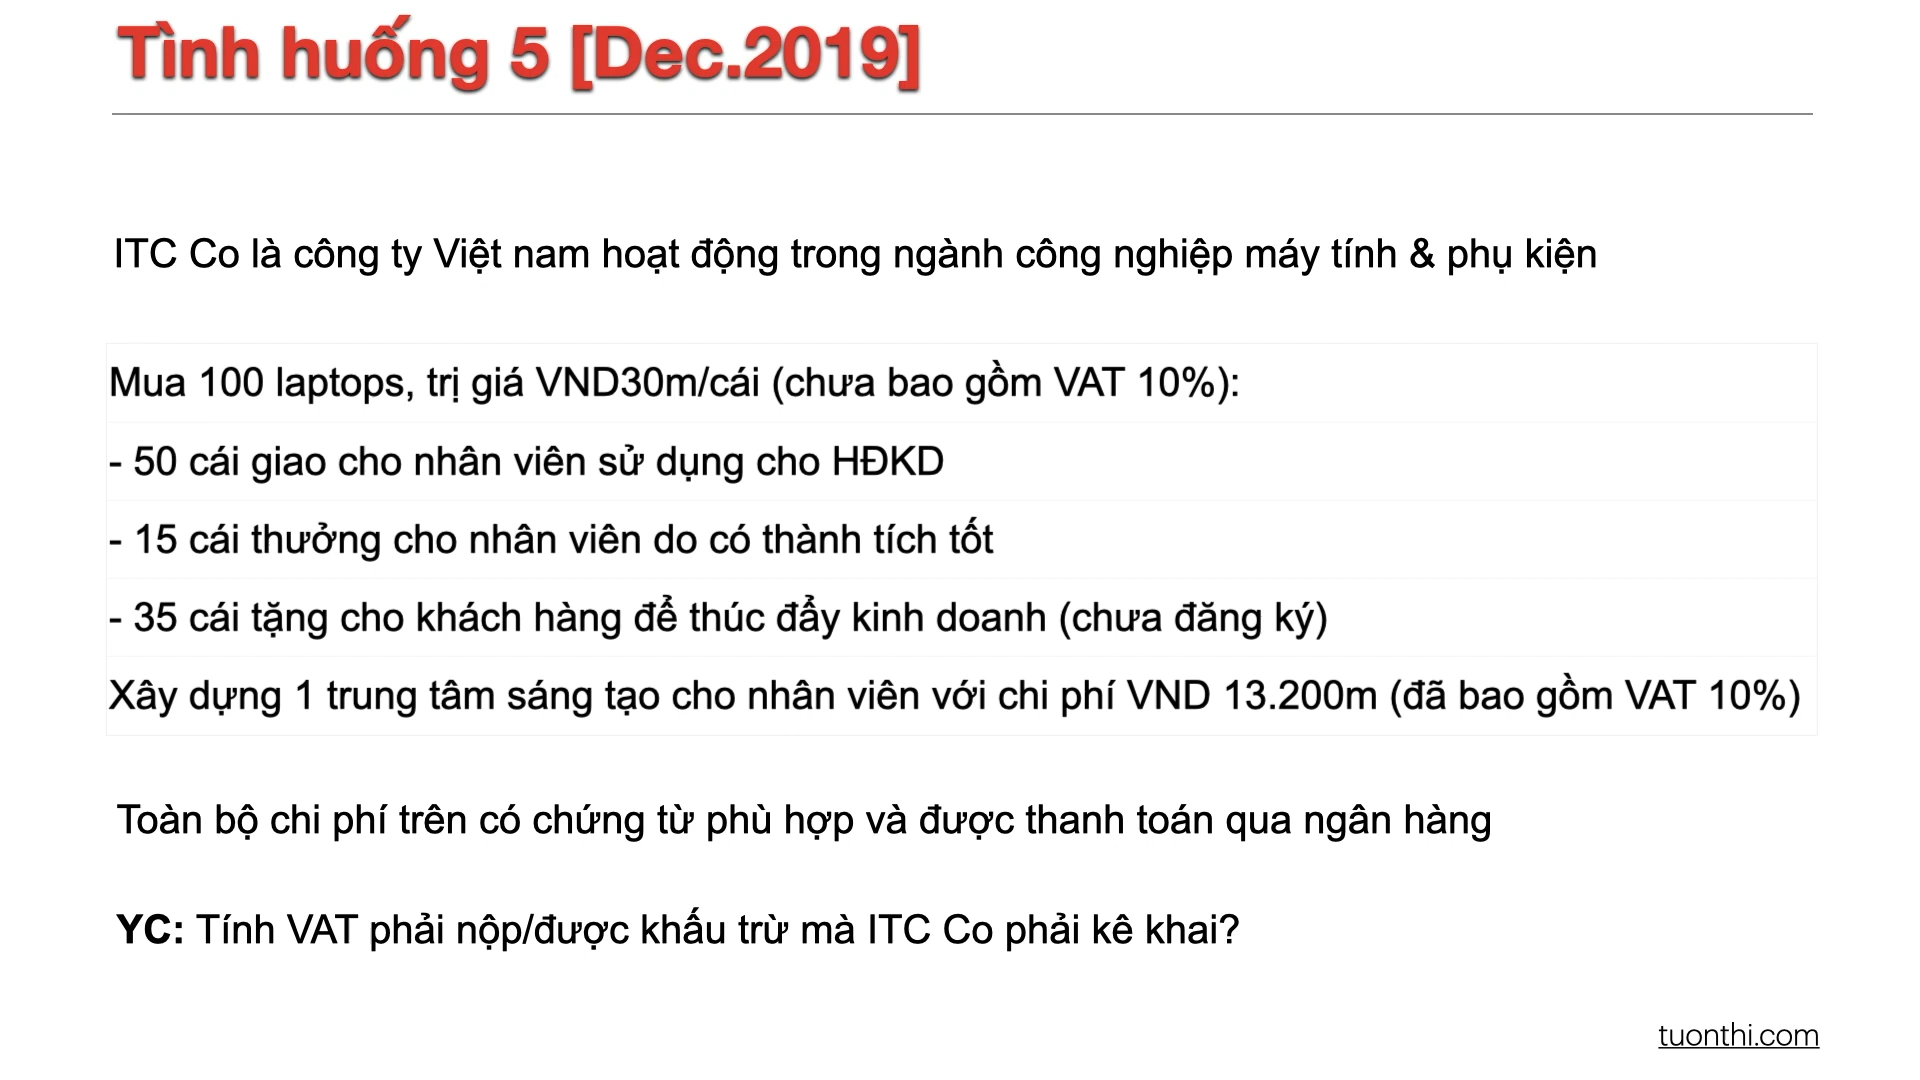 Tình huống 5 [Dec.2019]
ITC Co là công ty Việt nam hoạt động trong ngành công nghiệp máy tính & phụ kiện
Mua 100 laptops, trị giá VND30m/cái (chưa bao gồm VAT 10%):
- 50 cái giao cho nhân viên sử dụng cho HĐKD
- 15 cái thưởng cho nhân viên do có thành tích tốt
- 35 cái tặng cho khách hàng để thúc đẩy kinh doanh (chưa đăng ký)
Xây dựng 1 trung tâm sáng tạo cho nhân viên với chi phí VND 13.200m (đã bao gồm VAT 10%)
Toàn bộ chi phí trên có chứng từ phù hợp và được thanh toán qua ngân hàng
YC: Tính VAT phải nộp/được khấu trừ mà ITC Co phải kê khai?
tuonthi.com